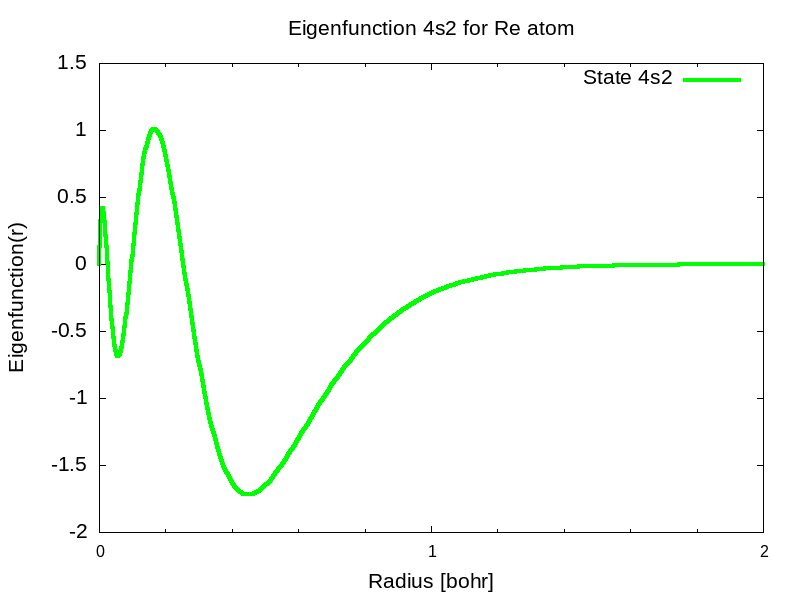 Eigenfunction 4s2 for Re atom
State 4s2
1.5
1
0.5
0
-0.5
-1
-1.5
-2
Eigenfunction(r)
0 1 2
Radius [bohr]